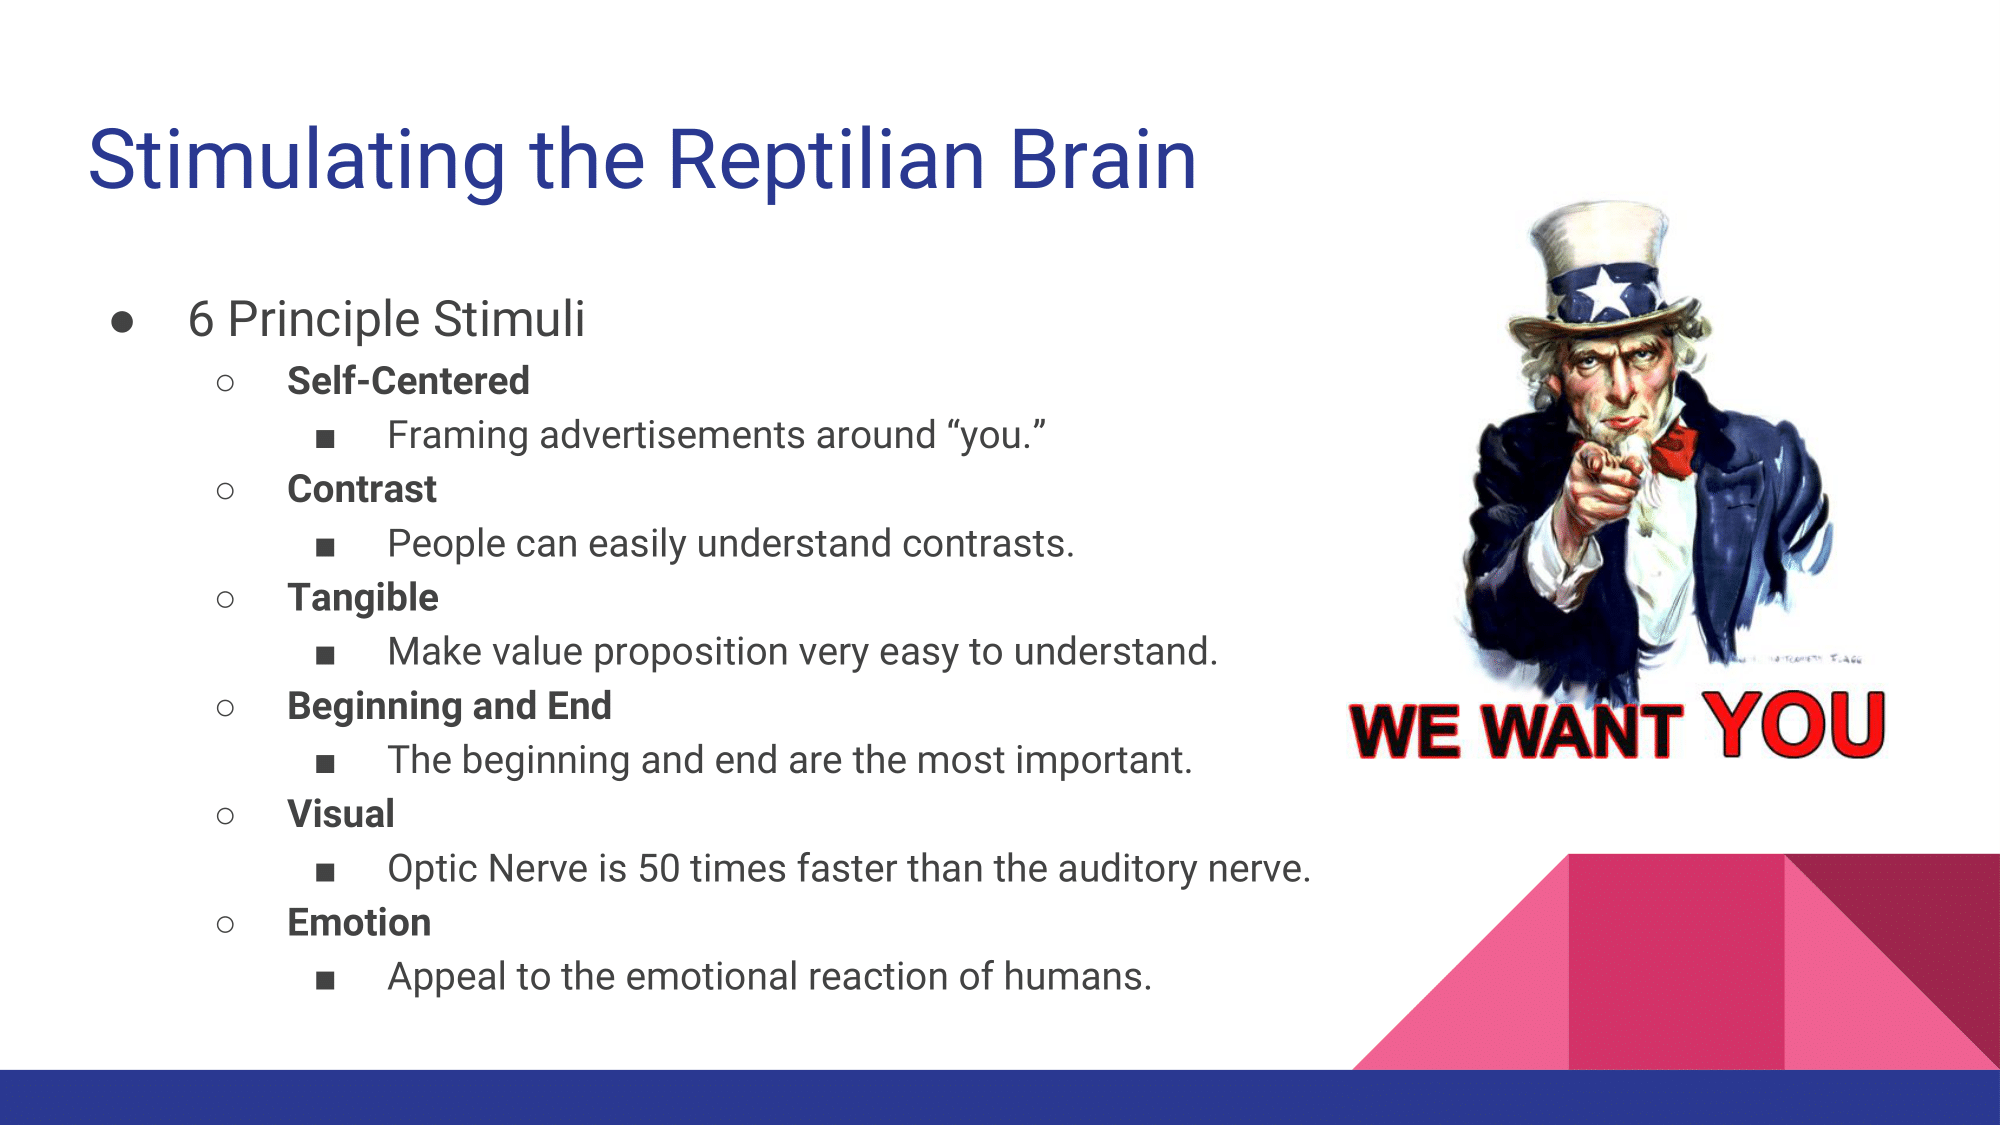 Stimulating the Reptilian Brain
● 6 Principle Stimuli
○ Self-Centered
■ Framing advertisements around “you.”
○ Contrast
■ People can easily understand contrasts.
○ Tangible
■ Make value proposition very easy to understand.
○ Beginning and End
■ The beginning and end are the most important.
○ Visual
■ Optic Nerve is 50 times faster than the auditory nerve.
○ Emotion
■ Appeal to the emotional reaction of humans.
WE WANT YOU